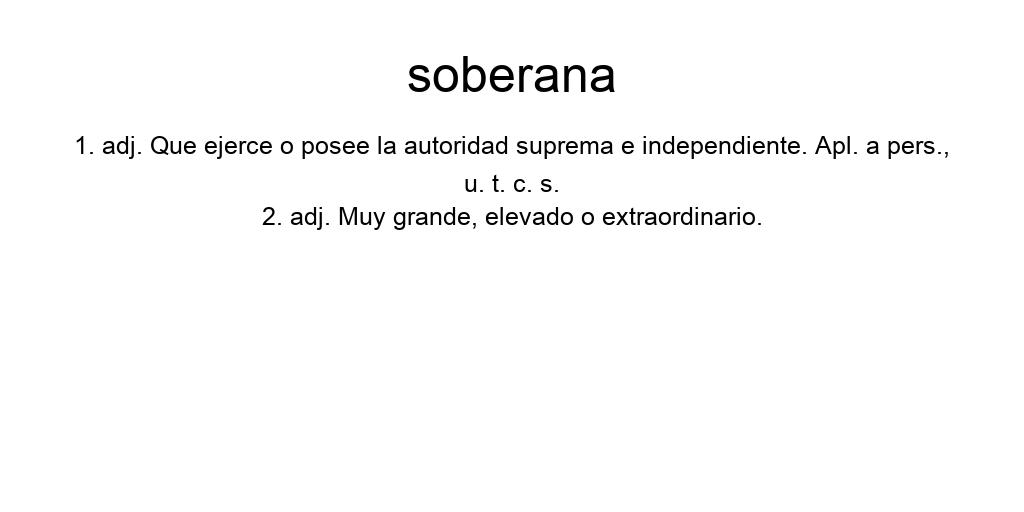 soberana
1. adj. Que ejerce o posee la autoridad suprema e independiente. Apl. a pers.,
u. t. c. s.
2. adj. Muy grande, elevado o extraordinario.